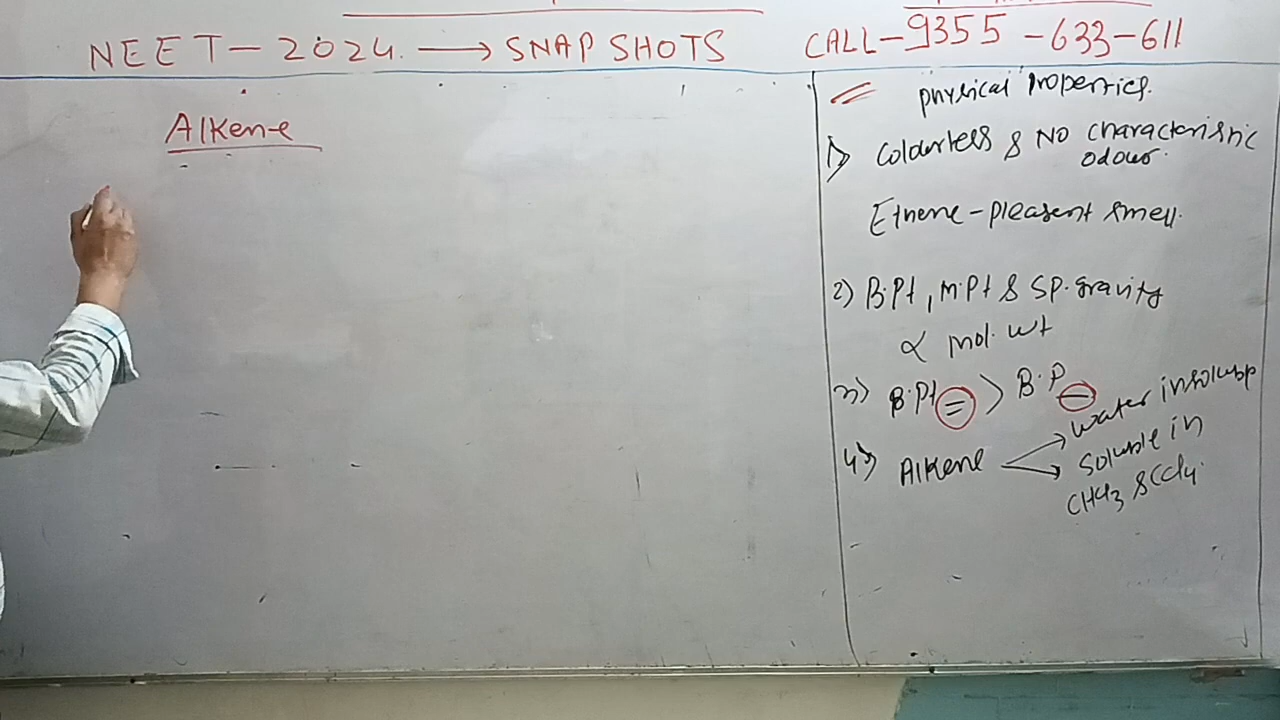 NEET-2024. → SNAP SHOTS
CALL-9355-633-611
Alkene
physical properties.
1) Colourless & No characteristic
odour.
Ethene-pleasent smell.
2) B.Pt, M.Pt & SP.gravity
∝ mol. wt
3) B.Pt = > B.P -
4) Alkene
water insoluble
Soluble in
CHCl3 & CCl4.